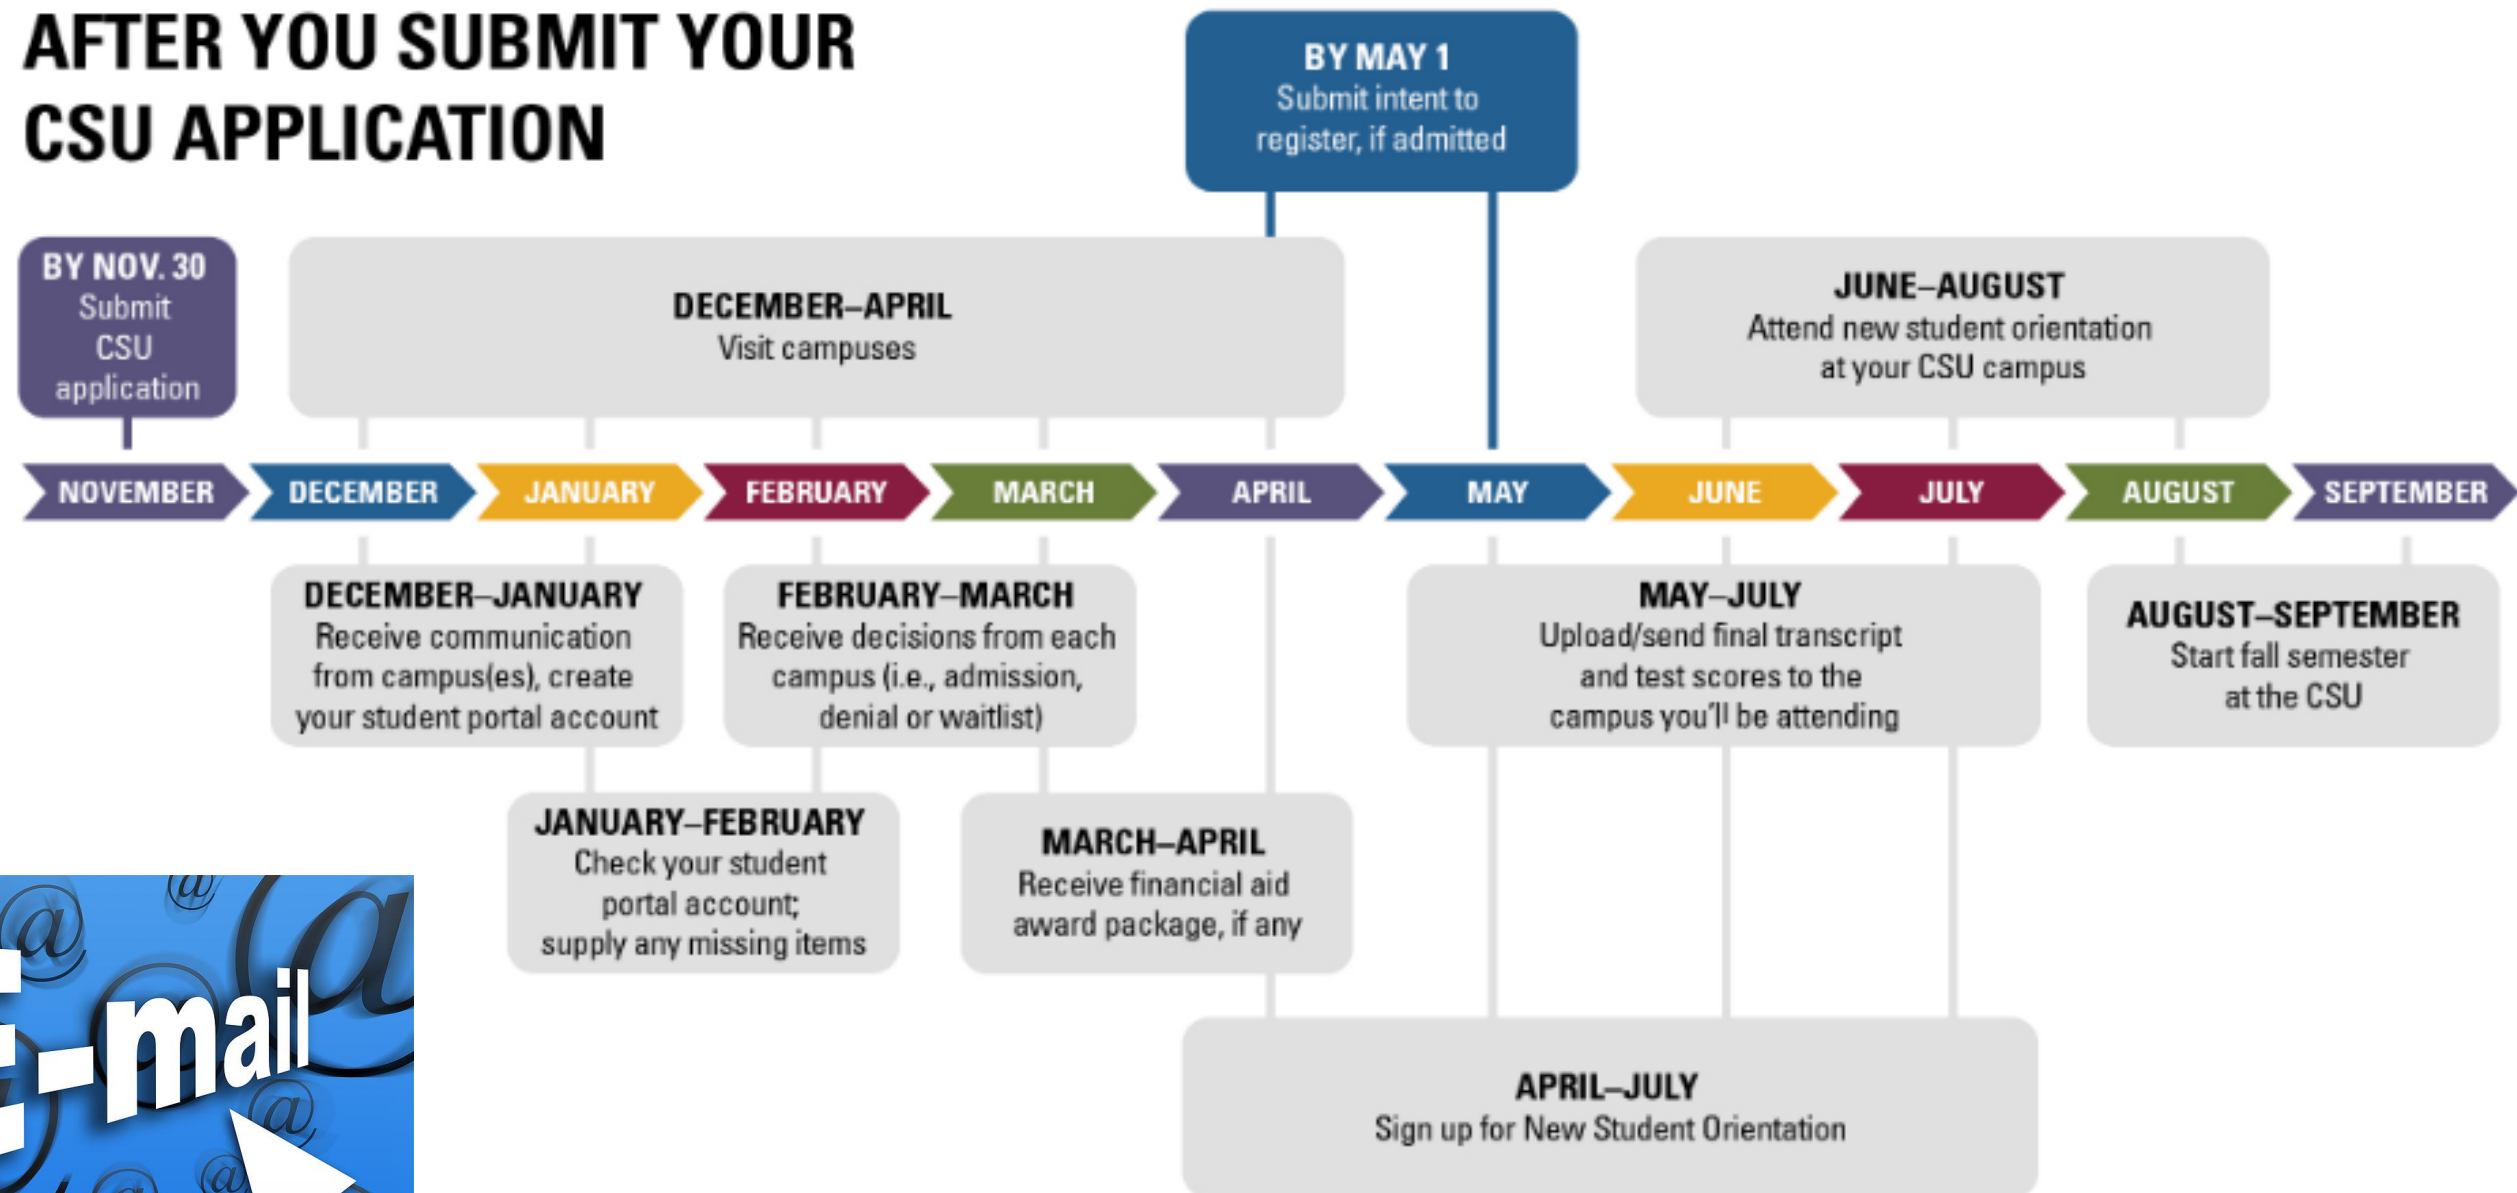 AFTER YOU SUBMIT YOUR
CSU APPLICATION
BY MAY 1
Submit intent to
register, if admitted
BY NOV. 30
Submit
CSU
application
DECEMBER–APRIL
Visit campuses
JUNE–AUGUST
Attend new student orientation
at your CSU campus
NOVEMBER
DECEMBER
JANUARY
FEBRUARY
MARCH
APRIL
MAY
JUNE
JULY
AUGUST
SEPTEMBER
DECEMBER–JANUARY
Receive communication
from campus(es), create
your student portal account
FEBRUARY–MARCH
Receive decisions from each
campus (i.e., admission,
denial or waitlist)
MAY–JULY
Upload/send final transcript
and test scores to the
campus you'll be attending
AUGUST–SEPTEMBER
Start fall semester
at the CSU
JANUARY–FEBRUARY
Check your student
portal account;
supply any missing items
MARCH–APRIL
Receive financial aid
award package, if any
APRIL–JULY
Sign up for New Student Orientation
E-mail